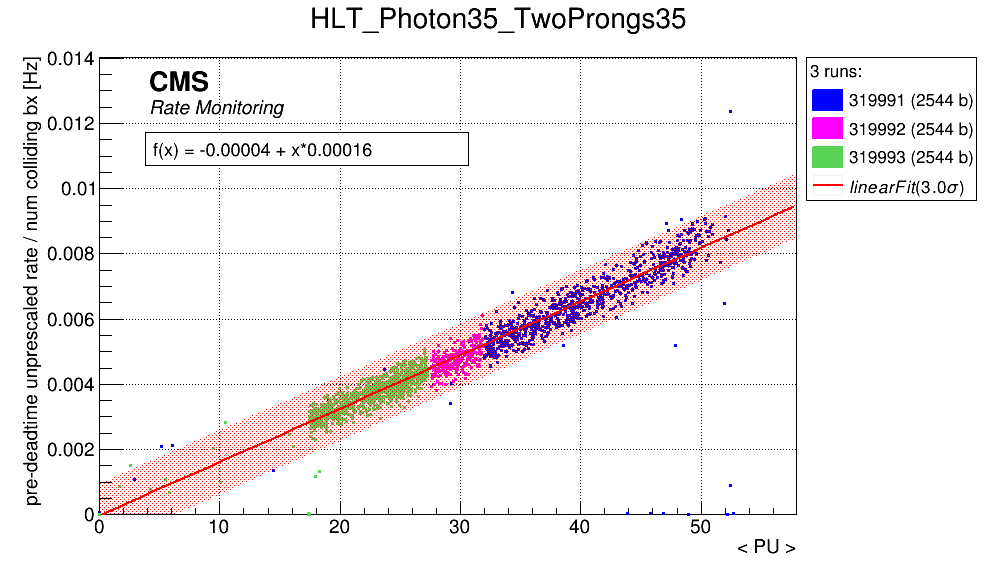 HLT_Photon35_TwoProngs35
pre-deadtime unprescaled rate / num colliding bx [Hz]
0.014
0.012
0.01
0.008
0.006
0.004
0.002
0
CMS
Rate Monitoring
f(x) = -0.00004 + x*0.00016
3 runs:
319991 (2544 b)
319992 (2544 b)
319993 (2544 b)
linearFit(3.0σ)
0 10 20 30 40 50
< PU >